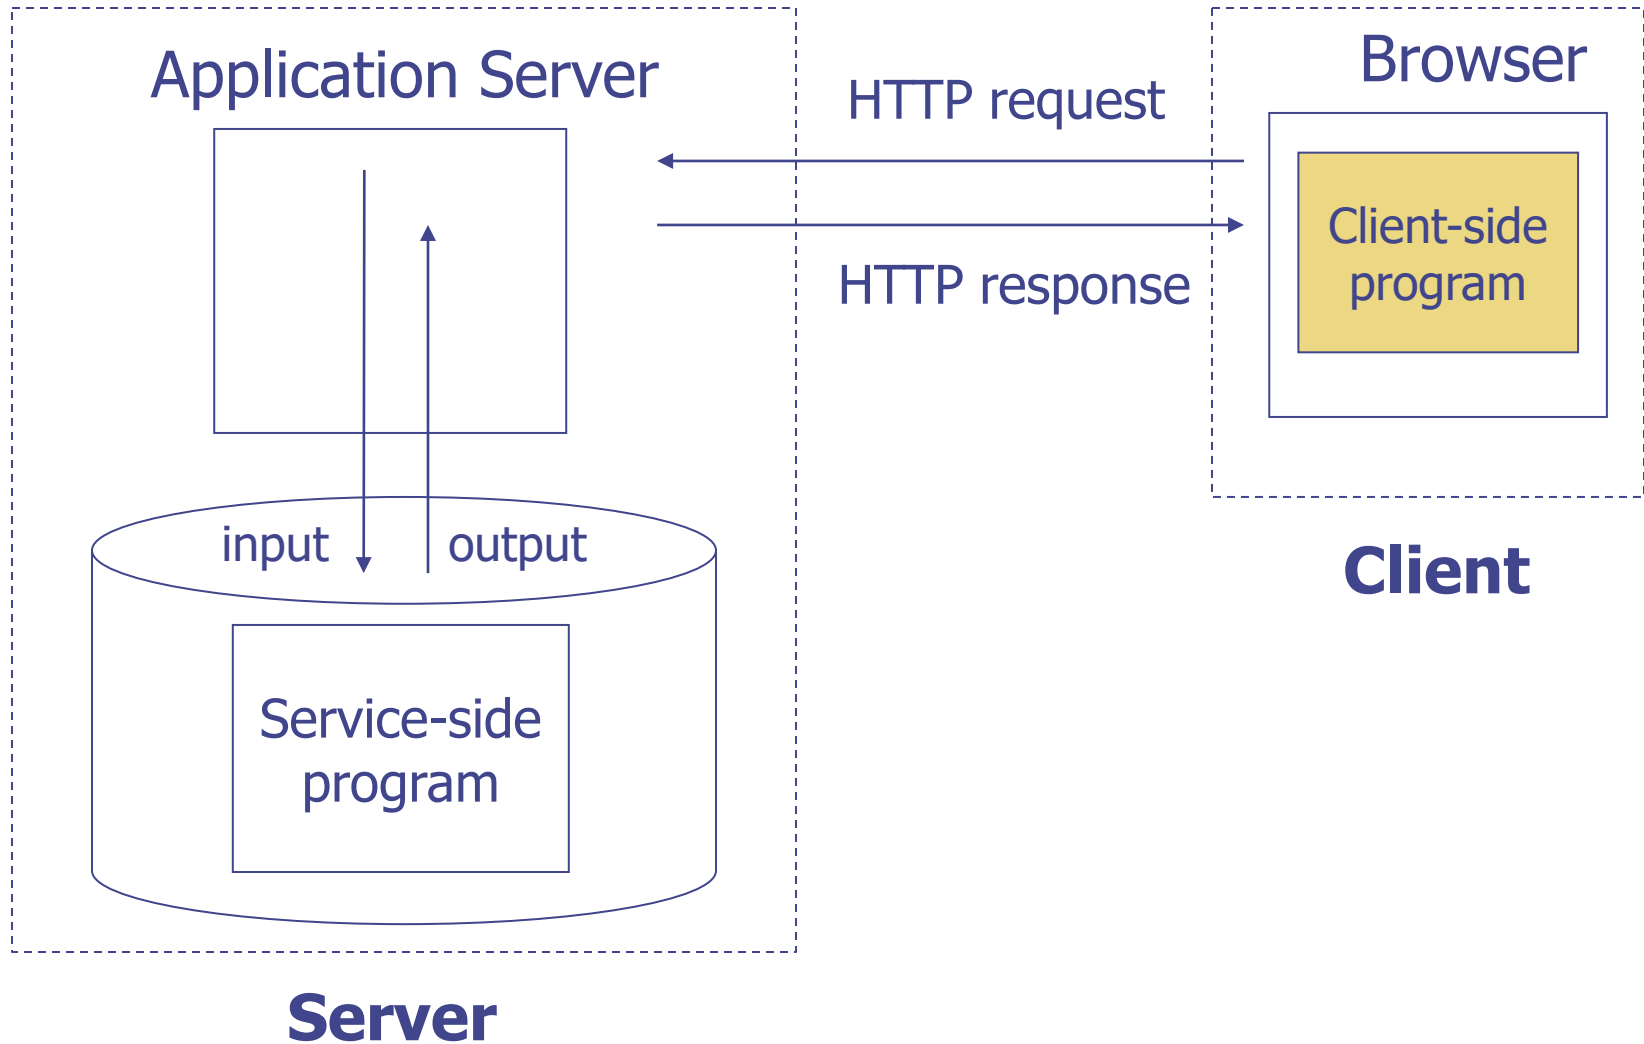 Application Server
HTTP request
HTTP response
Browser
Client-side
program
input
output
Service-side
program
Client
Server